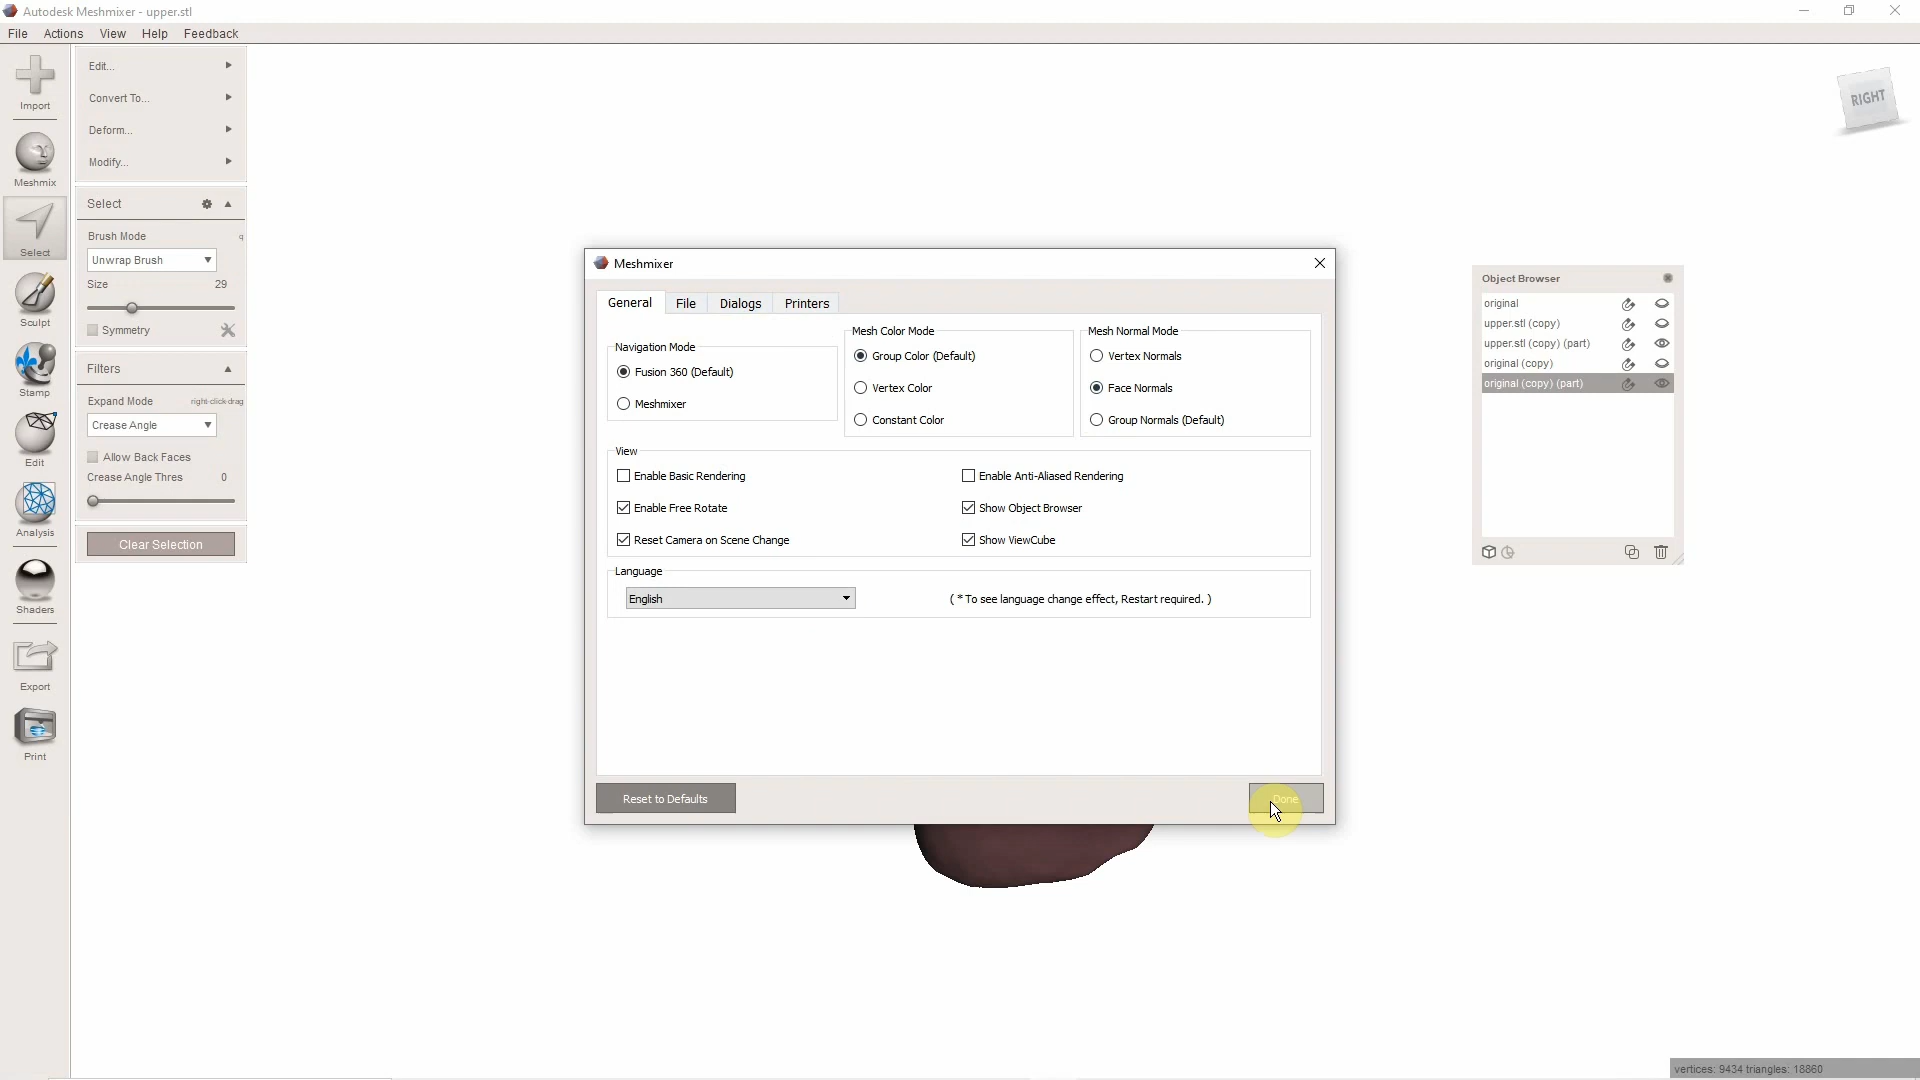 Autodesk Meshmixer - upper.stl
File Actions View Help Feedback
Import
Meshmix
Select
Sculpt
Stamp
Edit
Analysis
Shaders
Export
Print
Edit...
Convert To...
Deform...
Modify...
Select
Brush Mode q
Unwrap Brush
Size 29
Symmetry
Filters
Expand Mode right-click-drag
Crease Angle
Allow Back Faces
Crease Angle Thres 0
Clear Selection
Meshmixer
General File Dialogs Printers
Navigation Mode
Fusion 360 (Default)
Meshmixer
Mesh Color Mode
Group Color (Default)
Vertex Color
Constant Color
Mesh Normal Mode
Vertex Normals
Face Normals
Group Normals (Default)
View
Enable Basic Rendering Enable Anti-Aliased Rendering
Enable Free Rotate Show Object Browser
Reset Camera on Scene Change Show ViewCube
Language
English ( * To see language change effect, Restart required. )
Reset to Defaults Done
RIGHT
Object Browser
original
upper.stl (copy)
upper.stl (copy) (part)
original (copy)
original (copy) (part)
vertices: 9434 triangles: 18860